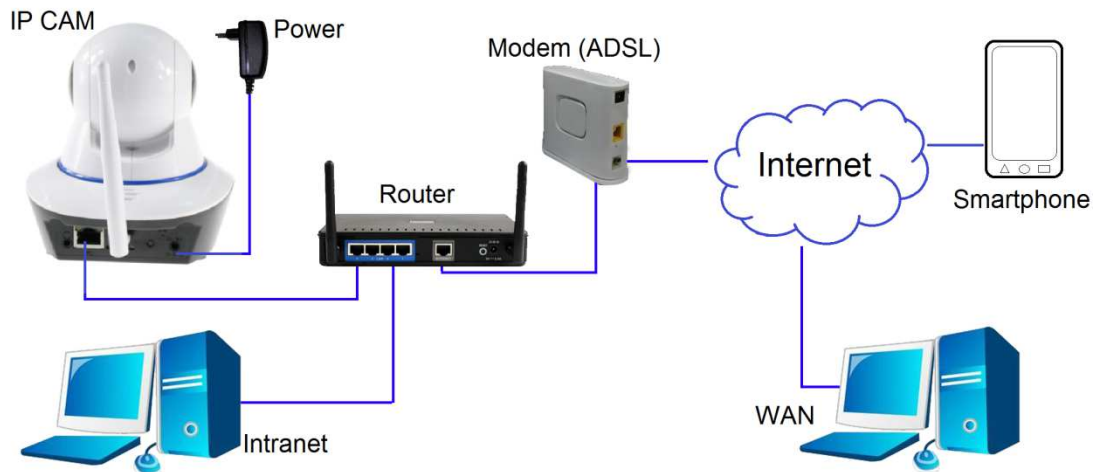 IP CAM
Power
Modem (ADSL)
Internet
Smartphone
Router
WAN
Intranet